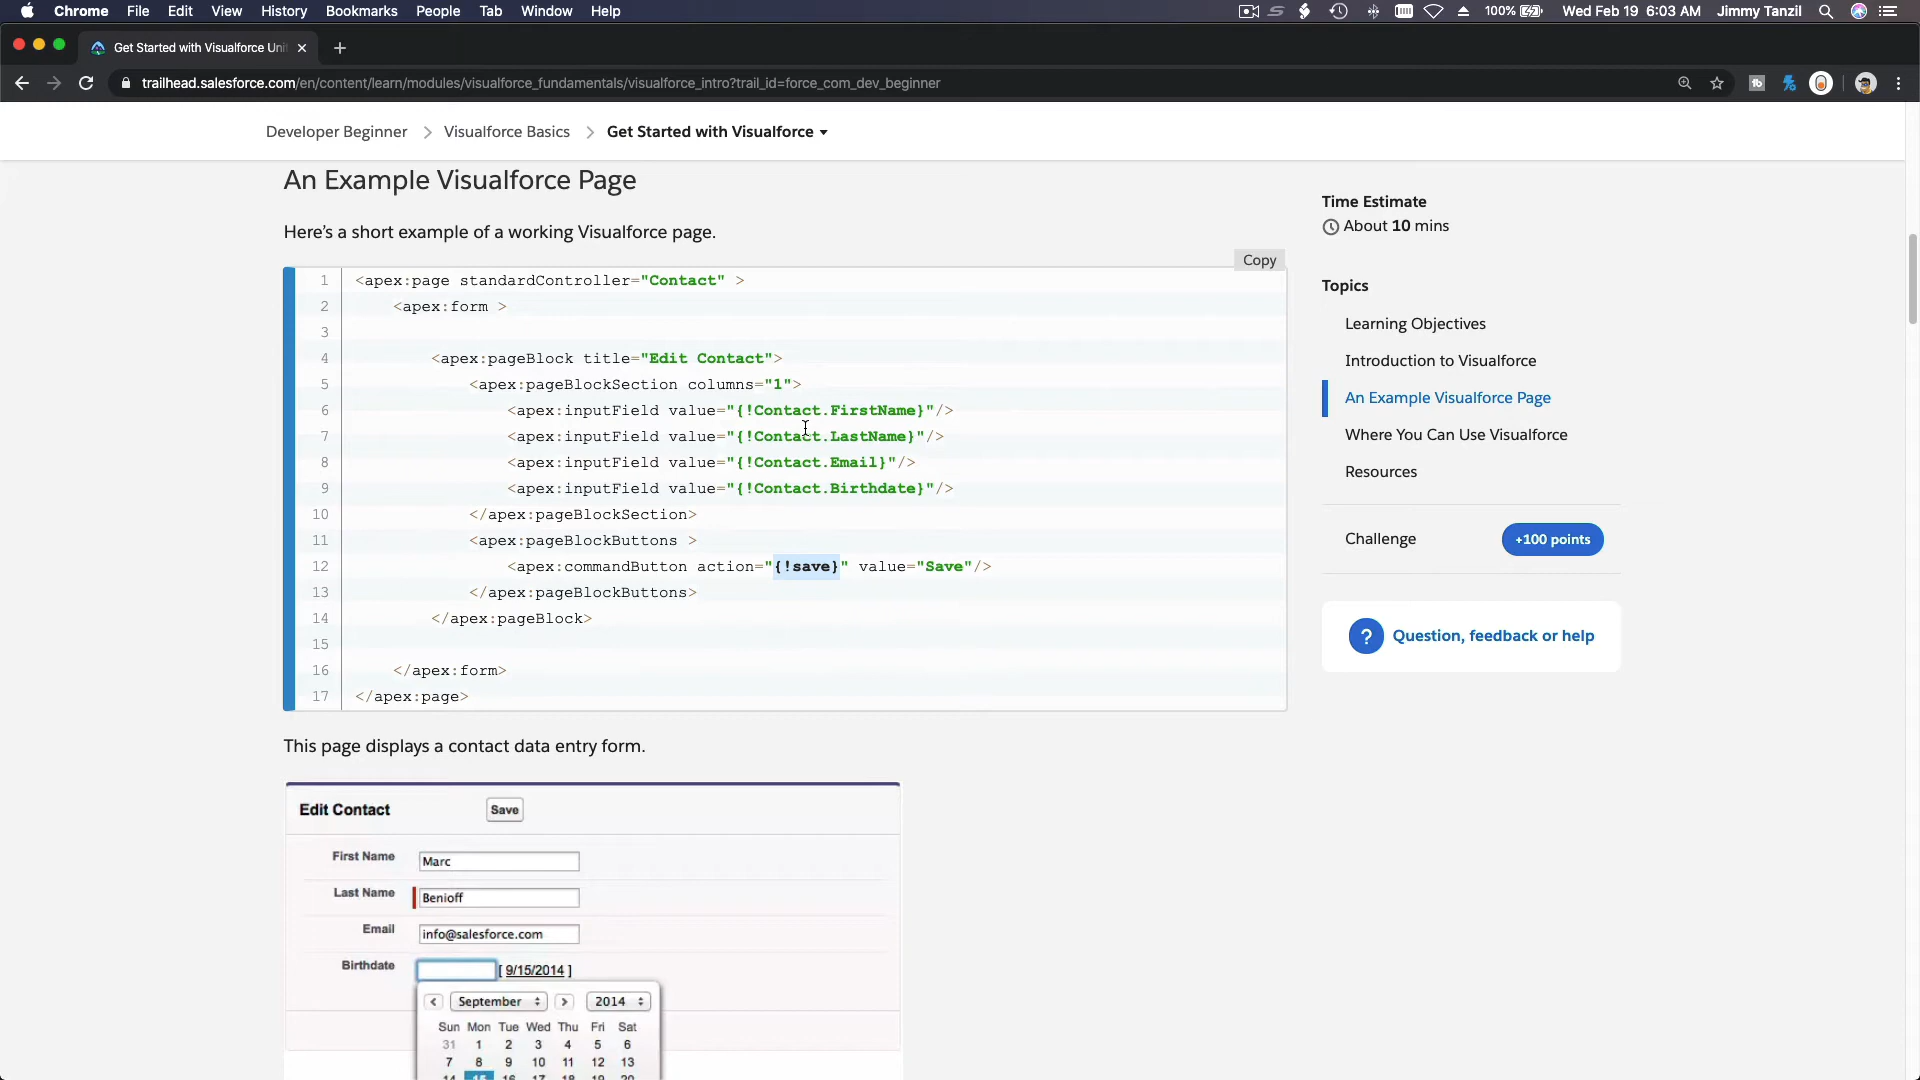 Chrome File Edit View History Bookmarks People Tab Window Help 100% Wed Feb 19 6:03 AM Jimmy Tanzil
Get Started with Visualforce Uni
trailhead.salesforce.com/en/content/learn/modules/visualforce_fundamentals/visualforce_intro?trail_id=force_com_dev_beginner
Developer Beginner > Visualforce Basics > Get Started with Visualforce
An Example Visualforce Page
Here's a short example of a working Visualforce page.
Copy
1 <apex:page standardController="Contact" >
2 <apex:form >
3
4 <apex:pageBlock title="Edit Contact">
5 <apex:pageBlockSection columns="1">
6 <apex:inputField value="{!Contact.FirstName}"/>
7 <apex:inputField value="{!Contact.LastName}"/>
8 <apex:inputField value="{!Contact.Email}"/>
9 <apex:inputField value="{!Contact.Birthdate}"/>
10 </apex:pageBlockSection>
11 <apex:pageBlockButtons >
12 <apex:commandButton action="{!save}" value="Save"/>
13 </apex:pageBlockButtons>
14 </apex:pageBlock>
15
16 </apex:form>
17 </apex:page>
This page displays a contact data entry form.
Edit Contact Save
First Name Marc
Last Name Benioff
Email info@salesforce.com
Birthdate [ 9/15/2014 ]
< September > 2014
Sun Mon Tue Wed Thu Fri Sat
31 1 2 3 4 5 6
7 8 9 10 11 12 13
14 15 16 17 18 19 20
Time Estimate
About 10 mins
Topics
Learning Objectives
Introduction to Visualforce
An Example Visualforce Page
Where You Can Use Visualforce
Resources
Challenge +100 points
? Question, feedback or help